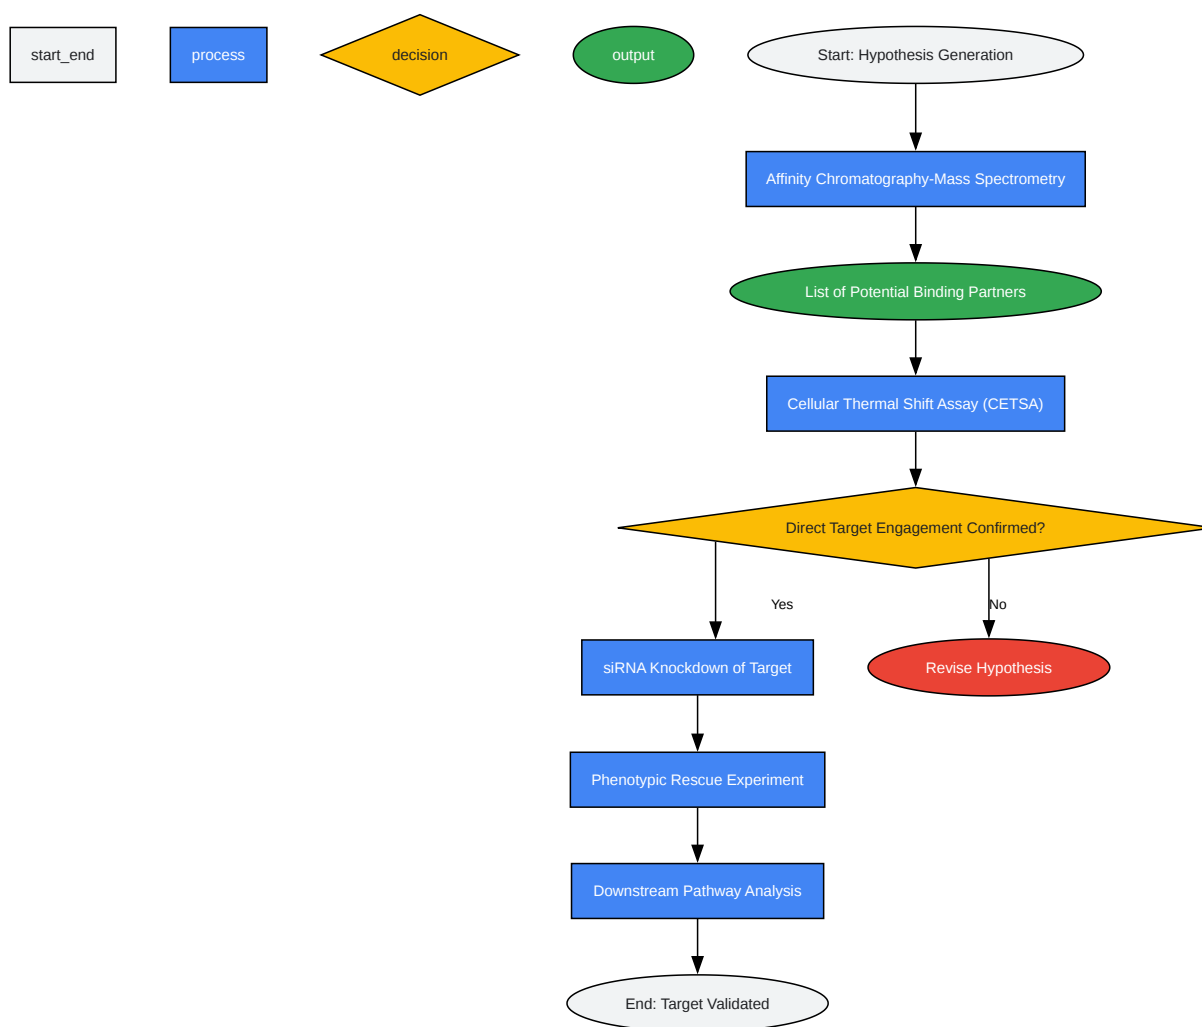 start_end
process
decision
output
Start: Hypothesis Generation
Affinity Chromatography-Mass Spectrometry
List of Potential Binding Partners
Cellular Thermal Shift Assay (CETSA)
Direct Target Engagement Confirmed?
Yes
No
siRNA Knockdown of Target
Revise Hypothesis
Phenotypic Rescue Experiment
Downstream Pathway Analysis
End: Target Validated